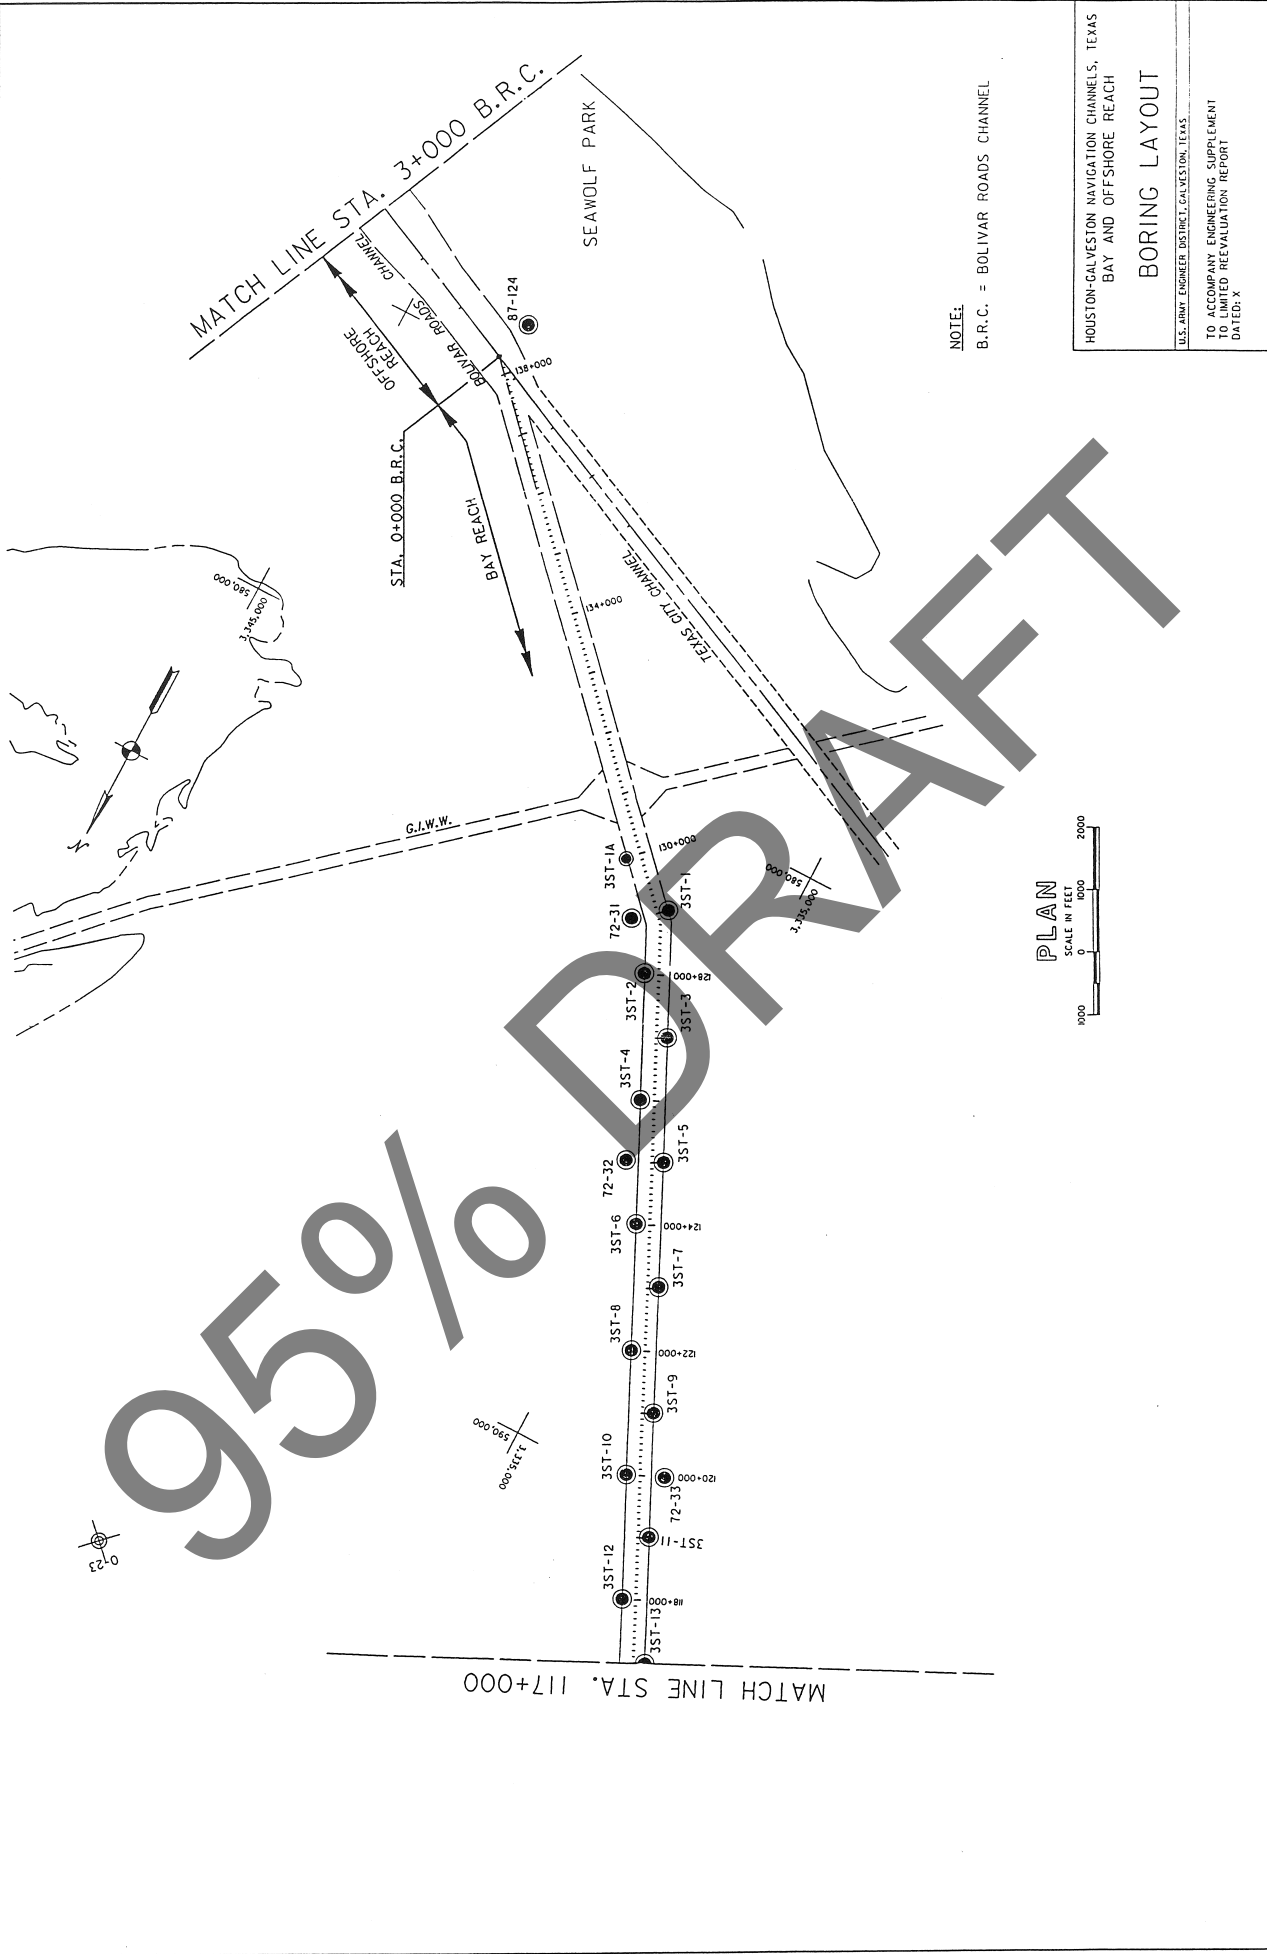 MATCH LINE STA. 3+000 B.R.C.
SEAWOLF PARK
OFFSHORE
REACH
BOLIVAR ROADS CHANNEL
87-124
138+000
STA. 0+000 B.R.C.
BAY REACH
580,000
3,345,000
N
134+000
TEXAS CITY CHANNEL
G.I.W.W.
130+000
3ST-1A
3ST-1
72-31
580,000
3,335,000
3ST-2
128+000
3ST-3
3ST-4
3ST-5
72-32
3ST-6
124+000
3ST-7
3ST-8
122+000
3ST-9
590,000
3,335,000
3ST-10
120+000
72-33
3ST-11
O-23
3ST-12
118+000
3ST-13
MATCH LINE STA. 117+000
95% DRAFT
PLAN
SCALE IN FEET
1000 0 1000 2000
NOTE:
B.R.C. = BOLIVAR ROADS CHANNEL
HOUSTON-GALVESTON NAVIGATION CHANNELS, TEXAS
BAY AND OFFSHORE REACH
BORING LAYOUT
U.S. ARMY ENGINEER DISTRICT, GALVESTON, TEXAS
TO ACCOMPANY ENGINEERING SUPPLEMENT
TO LIMITED REEVALUATION REPORT
DATED: X